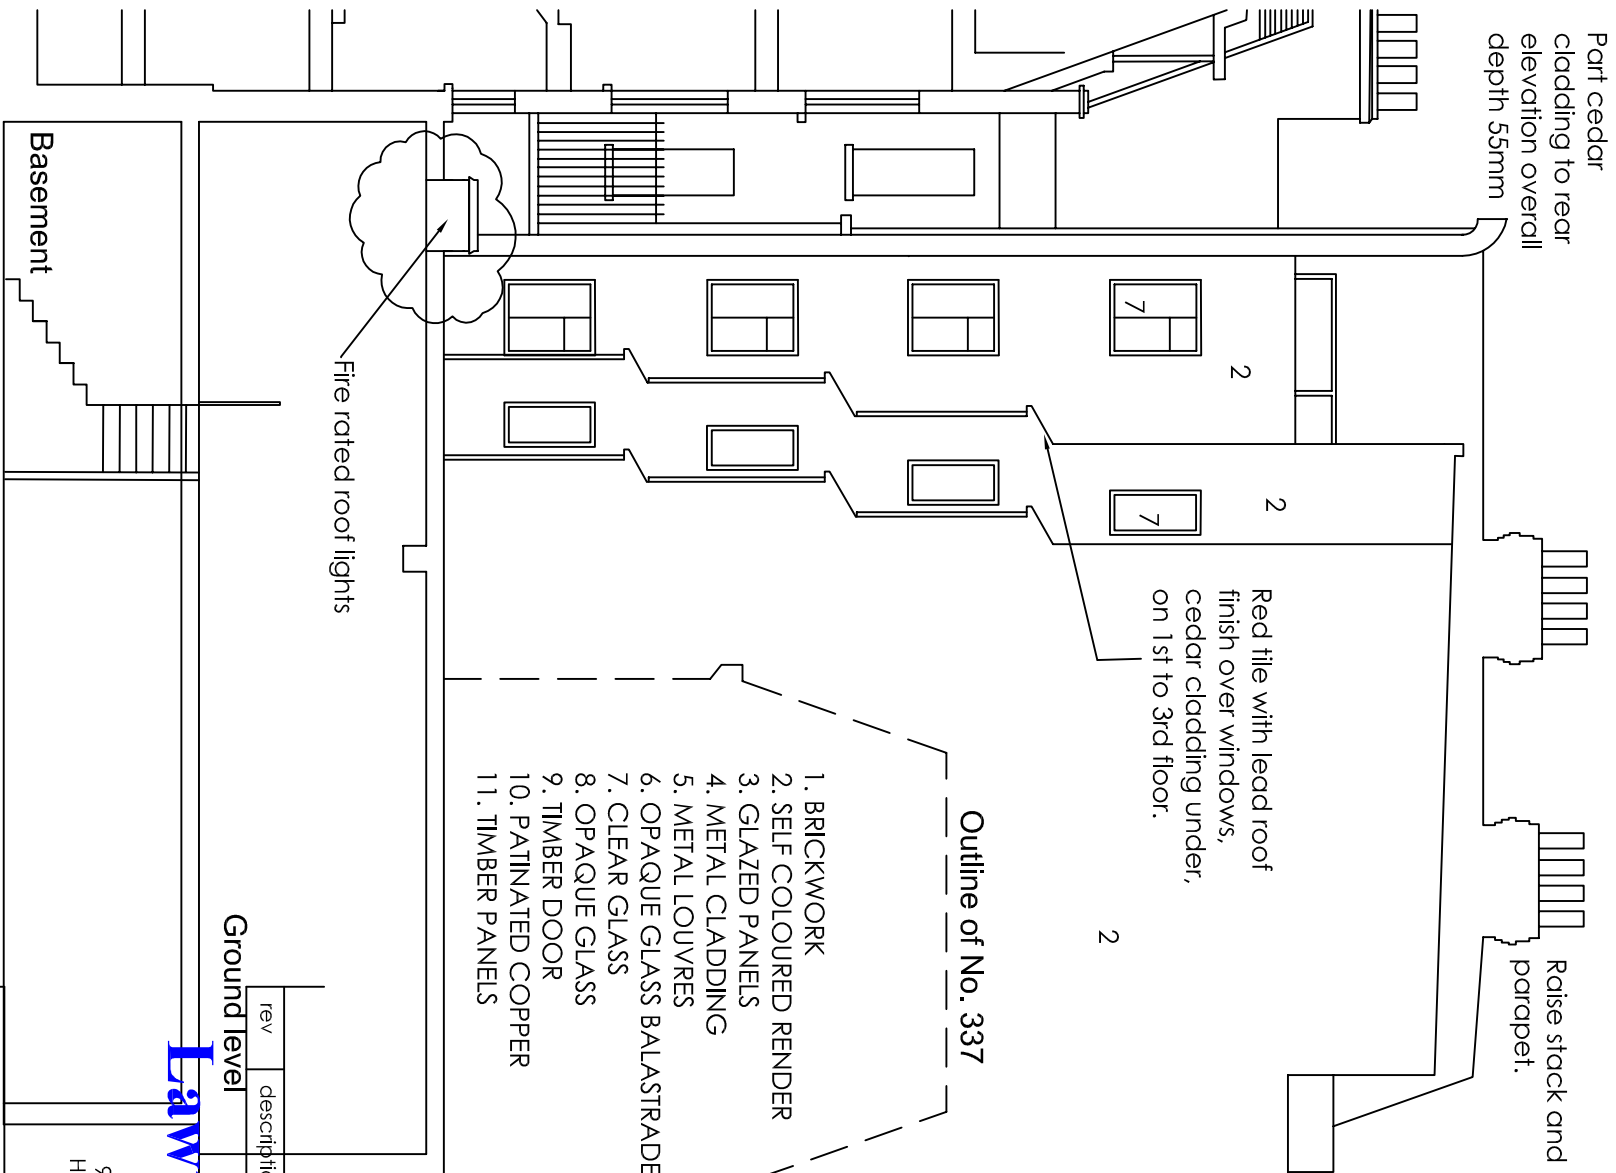 Part cedar
claddding to rear
elevation overall
depth 55mm
Raise stack and
parapet.
Red tile with lead roof
finish over windows,
cedar claddding under,
on 1st to 3rd floor.
2
2
2
7
7
Outline of No. 337
1. BRICKWORK
2. SELF COLOURED RENDER
3. GLAZED PANELS
4. METAL CLADDING
5. METAL LOUVRES
6. OPAQUE GLASS BALASTRADE
7. CLEAR GLASS
8. OPAQUE GLASS
9. TIMBER DOOR
10. PATINATED COPPER
11. TIMBER PANELS
Fire rated roof lights
Basement
Ground level
rev
Law
H